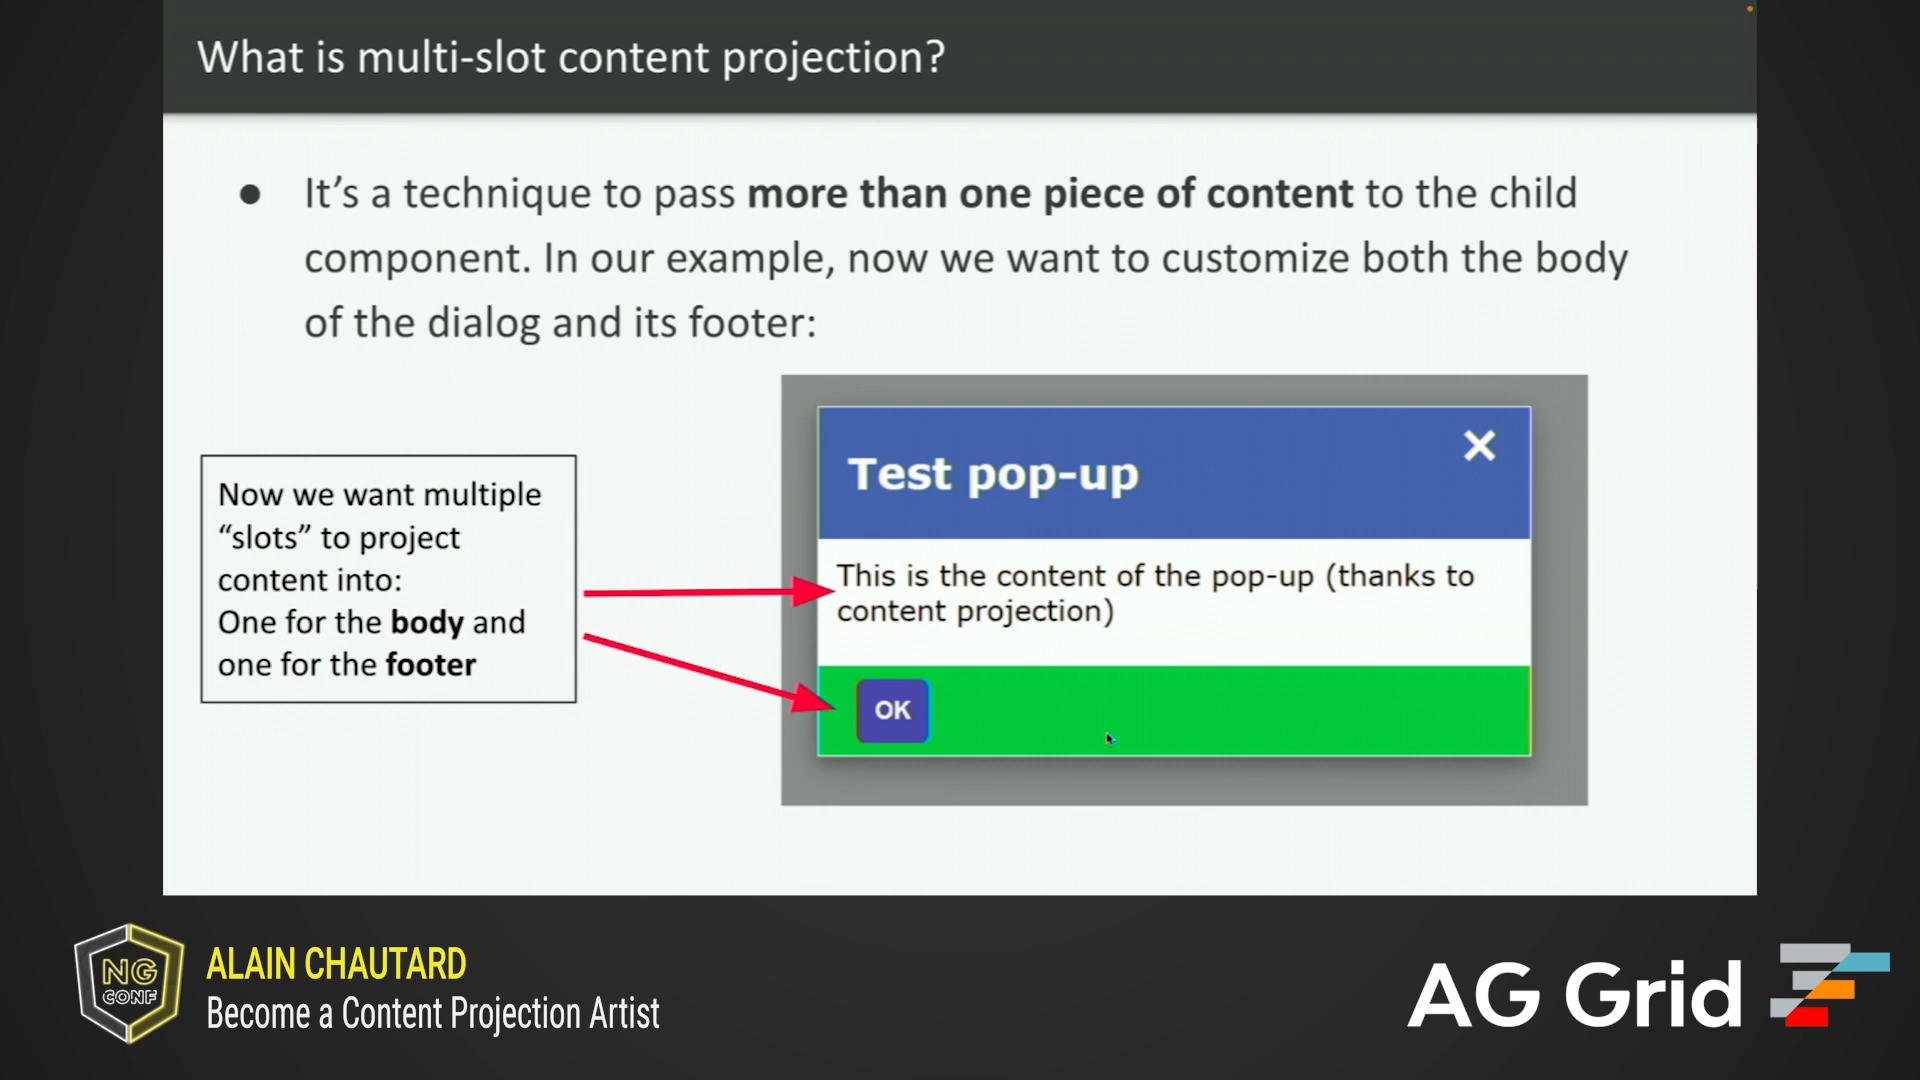 What is multi-slot content projection?
● It’s a technique to pass more than one piece of content to the child
component. In our example, now we want to customize both the body
of the dialog and its footer:
Now we want multiple
“slots” to project
content into:
One for the body and
one for the footer
Test pop-up
This is the content of the pop-up (thanks to
content projection)
OK
NG
CONF
ALAIN CHAUTARD
Become a Content Projection Artist
AG Grid